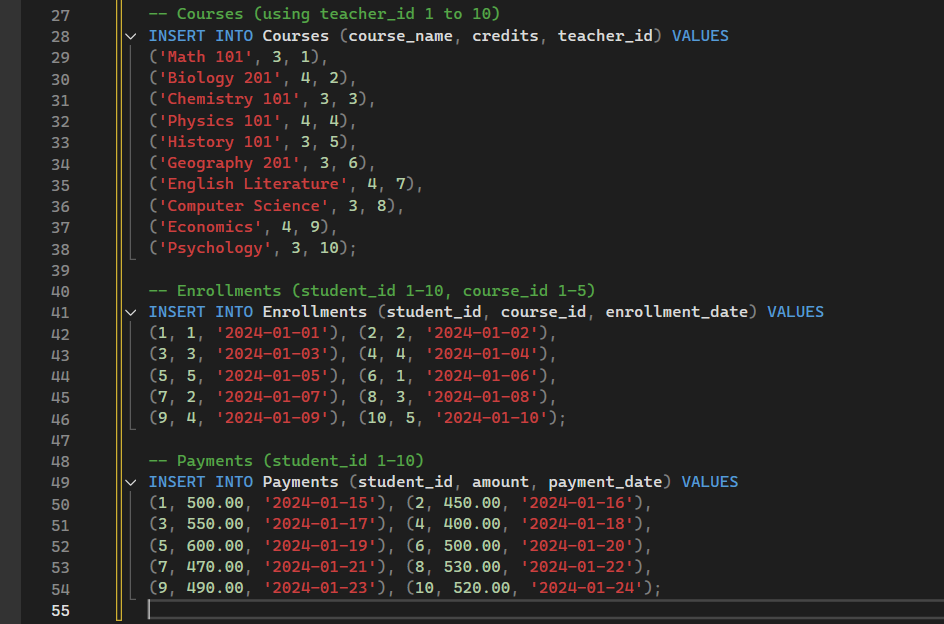 27 -- Courses (using teacher_id 1 to 10)
28 INSERT INTO Courses (course_name, credits, teacher_id) VALUES
29 ('Math 101', 3, 1),
30 ('Biology 201', 4, 2),
31 ('Chemistry 101', 3, 3),
32 ('Physics 101', 4, 4),
33 ('History 101', 3, 5),
34 ('Geography 201', 3, 6),
35 ('English Literature', 4, 7),
36 ('Computer Science', 3, 8),
37 ('Economics', 4, 9),
38 ('Psychology', 3, 10);
39
40 -- Enrollments (student_id 1-10, course_id 1-5)
41 INSERT INTO Enrollments (student_id, course_id, enrollment_date) VALUES
42 (1, 1, '2024-01-01'), (2, 2, '2024-01-02'),
43 (3, 3, '2024-01-03'), (4, 4, '2024-01-04'),
44 (5, 5, '2024-01-05'), (6, 1, '2024-01-06'),
45 (7, 2, '2024-01-07'), (8, 3, '2024-01-08'),
46 (9, 4, '2024-01-09'), (10, 5, '2024-01-10');
47
48 -- Payments (student_id 1-10)
49 INSERT INTO Payments (student_id, amount, payment_date) VALUES
50 (1, 500.00, '2024-01-15'), (2, 450.00, '2024-01-16'),
51 (3, 550.00, '2024-01-17'), (4, 400.00, '2024-01-18'),
52 (5, 600.00, '2024-01-19'), (6, 500.00, '2024-01-20'),
53 (7, 470.00, '2024-01-21'), (8, 530.00, '2024-01-22'),
54 (9, 490.00, '2024-01-23'), (10, 520.00, '2024-01-24');
55